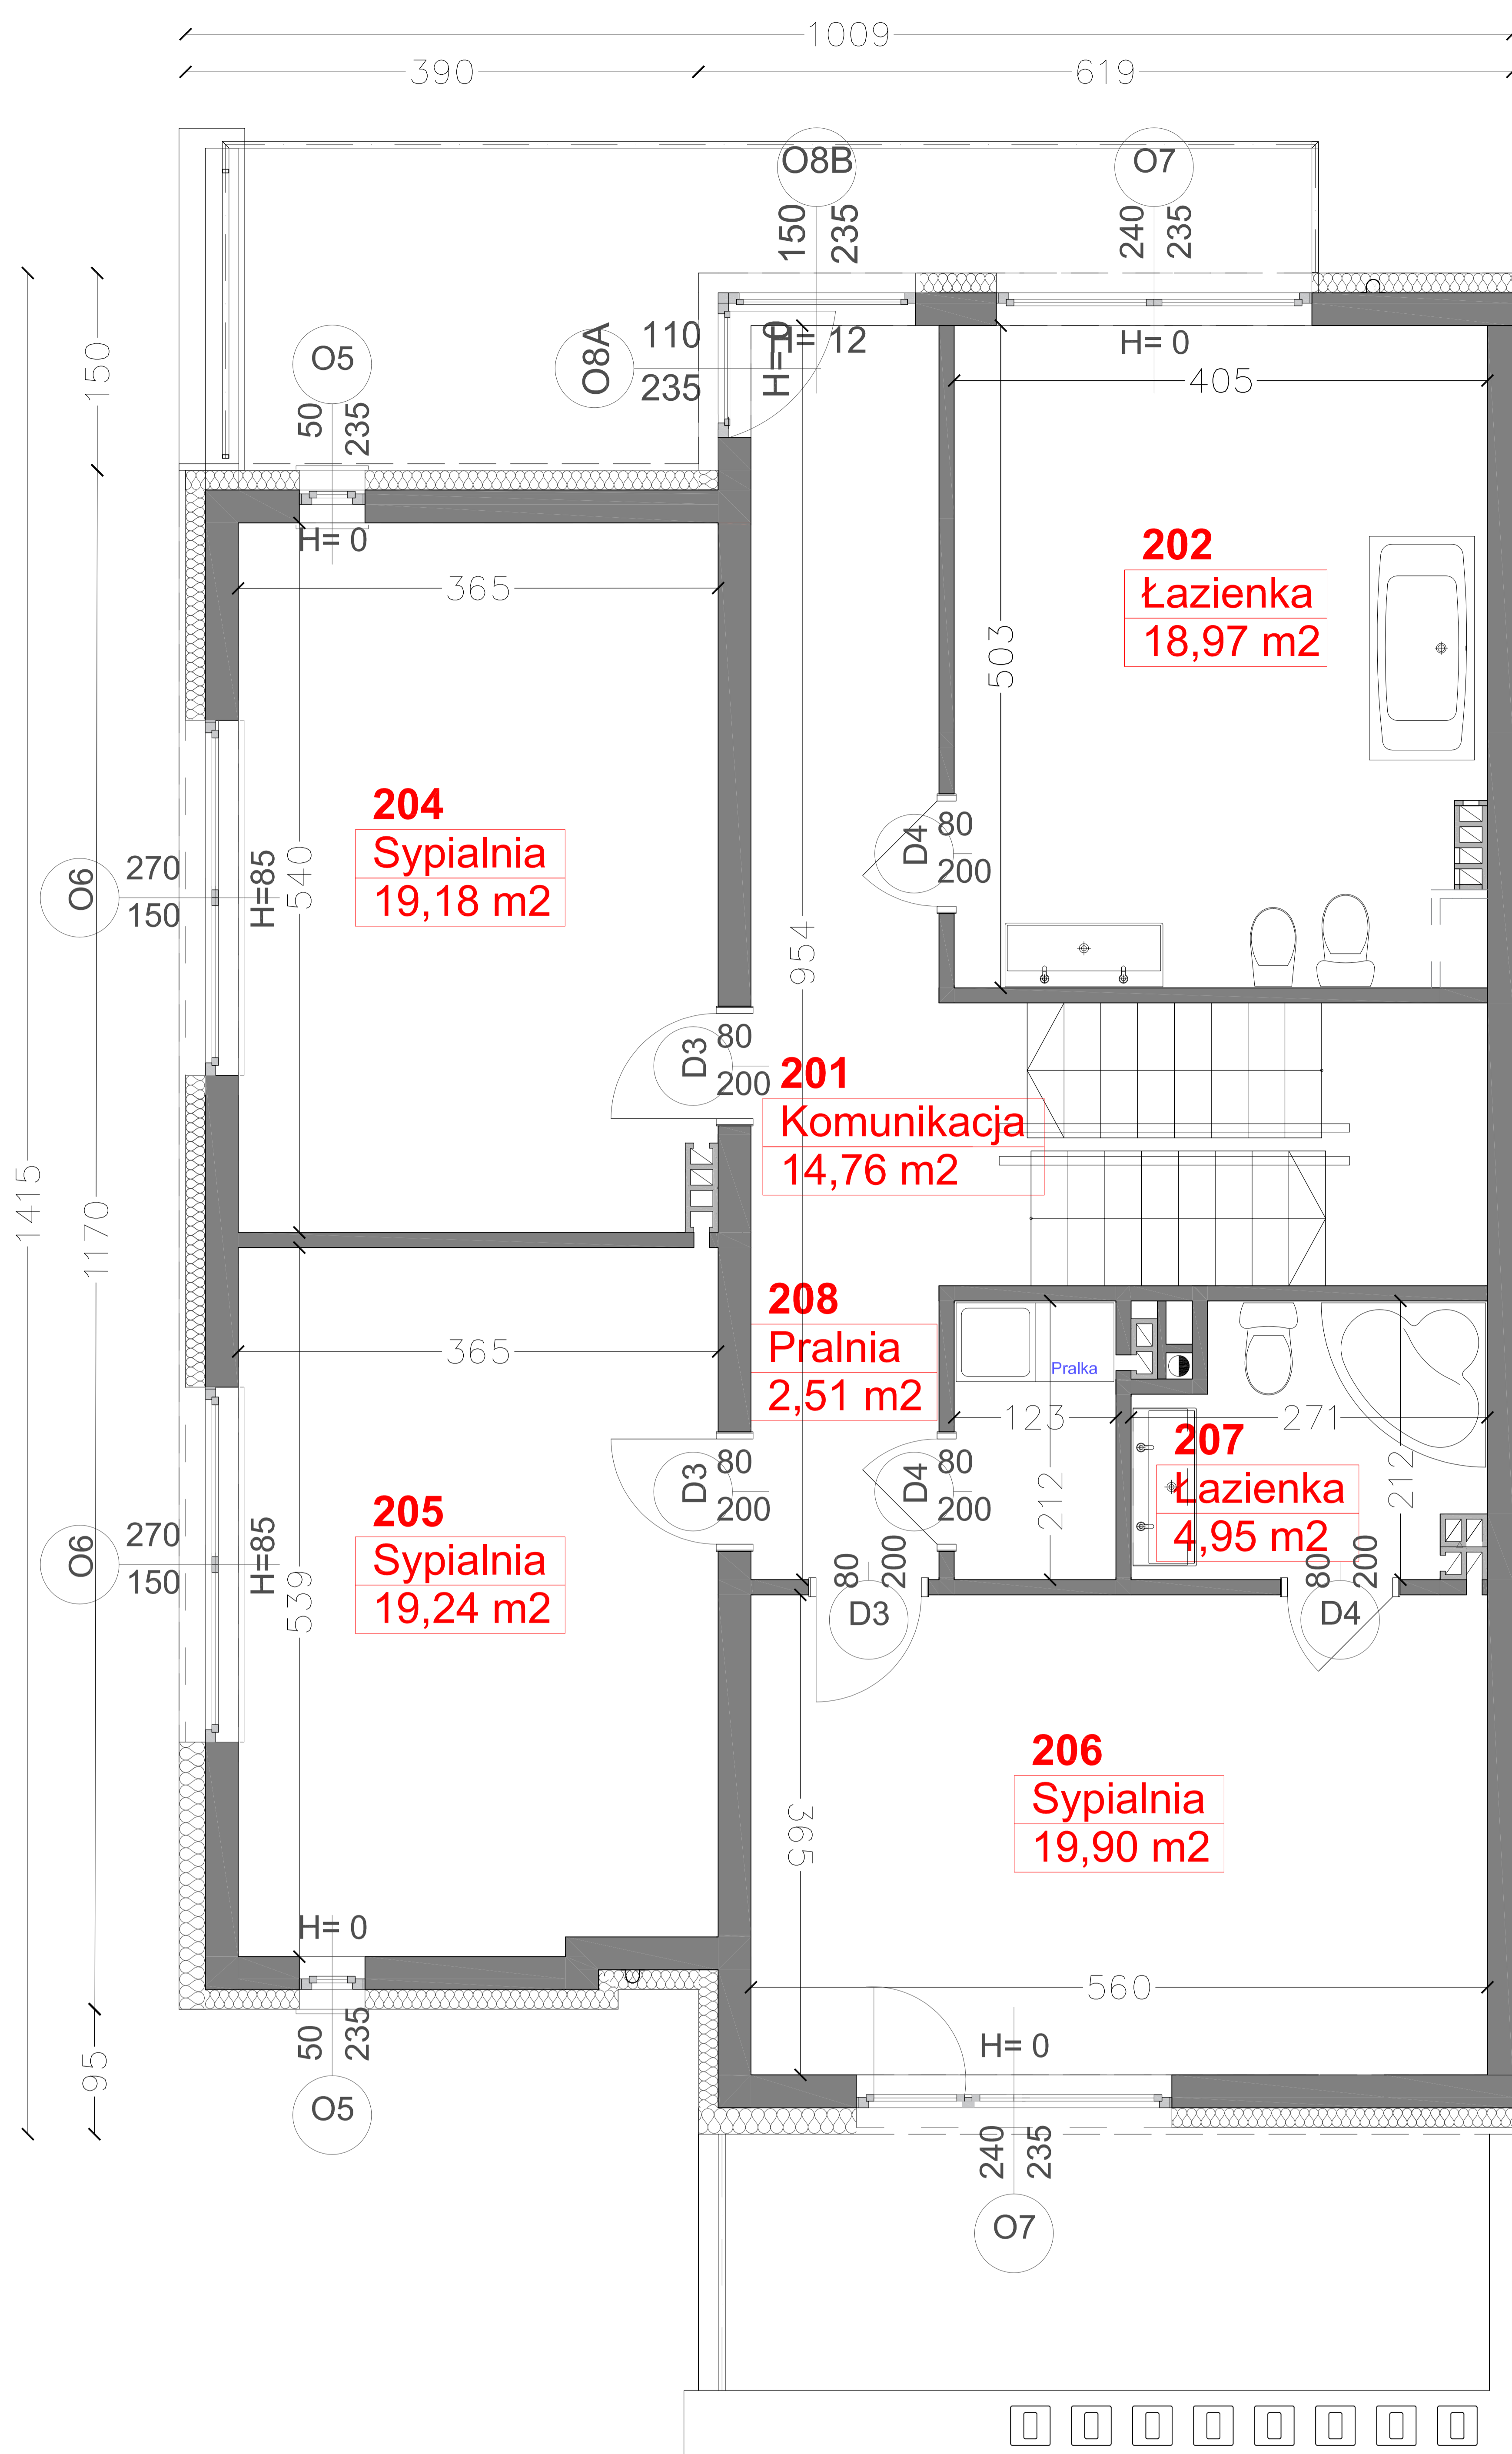 1009
390
619
O8B
O7
150
235
240
235
O5
O8A
110
235
H= 0
H= 12
H= 0
50
235
405
150
H= 0
365
202
Łazienka
18,97 m2
503
204
Sypialnia
19,18 m2
O6
270
150
H=85
540
D4
80
200
954
D3
80
200
201
Komunikacja
14,76 m2
1415
1170
208
Pralnia
2,51 m2
365
Pralka
123
271
212
212
207
Łazienka
4,95 m2
D3
80
200
D4
80
200
205
Sypialnia
19,24 m2
O6
270
150
H=85
539
80
200
D3
80
200
D4
206
Sypialnia
19,90 m2
365
H= 0
560
H= 0
50
235
95
O5
240
235
O7